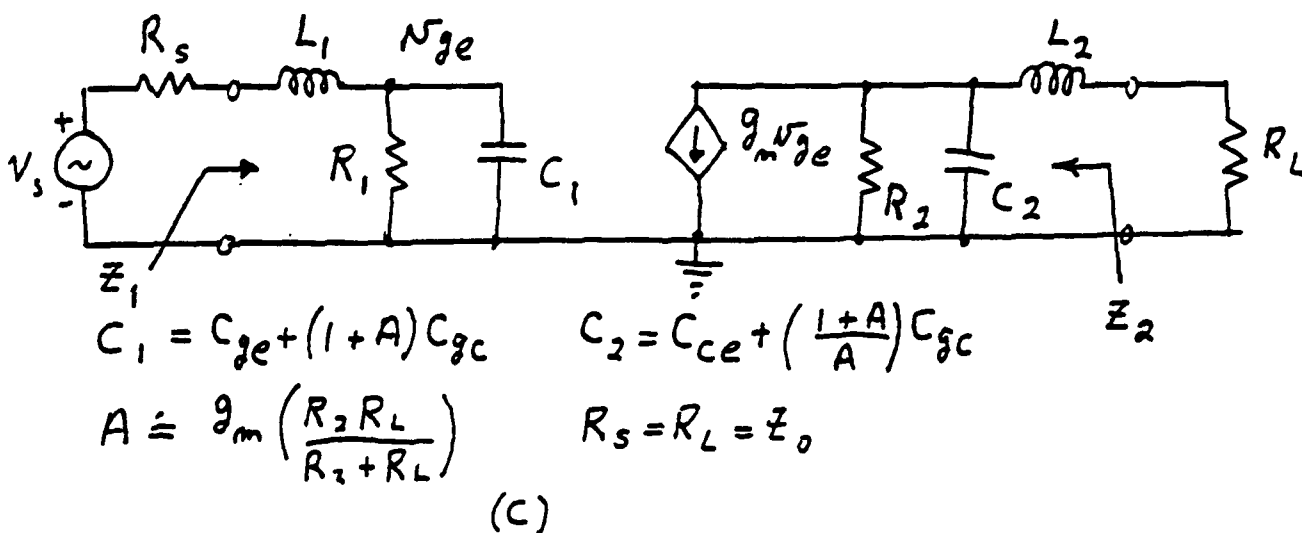 R_s L_1 v_ge L_2
+ V_s ~ - R_1 C_1 g_m v_ge R_2 C_2 R_L
Z_1 Z_2
C_1 = C_ge + (1 + A) C_gc C_2 = C_ce + ((1 + A)/A) C_gc
A ≐ g_m (R_2 R_L / (R_2 + R_L)) R_s = R_L = Z_0
(C)